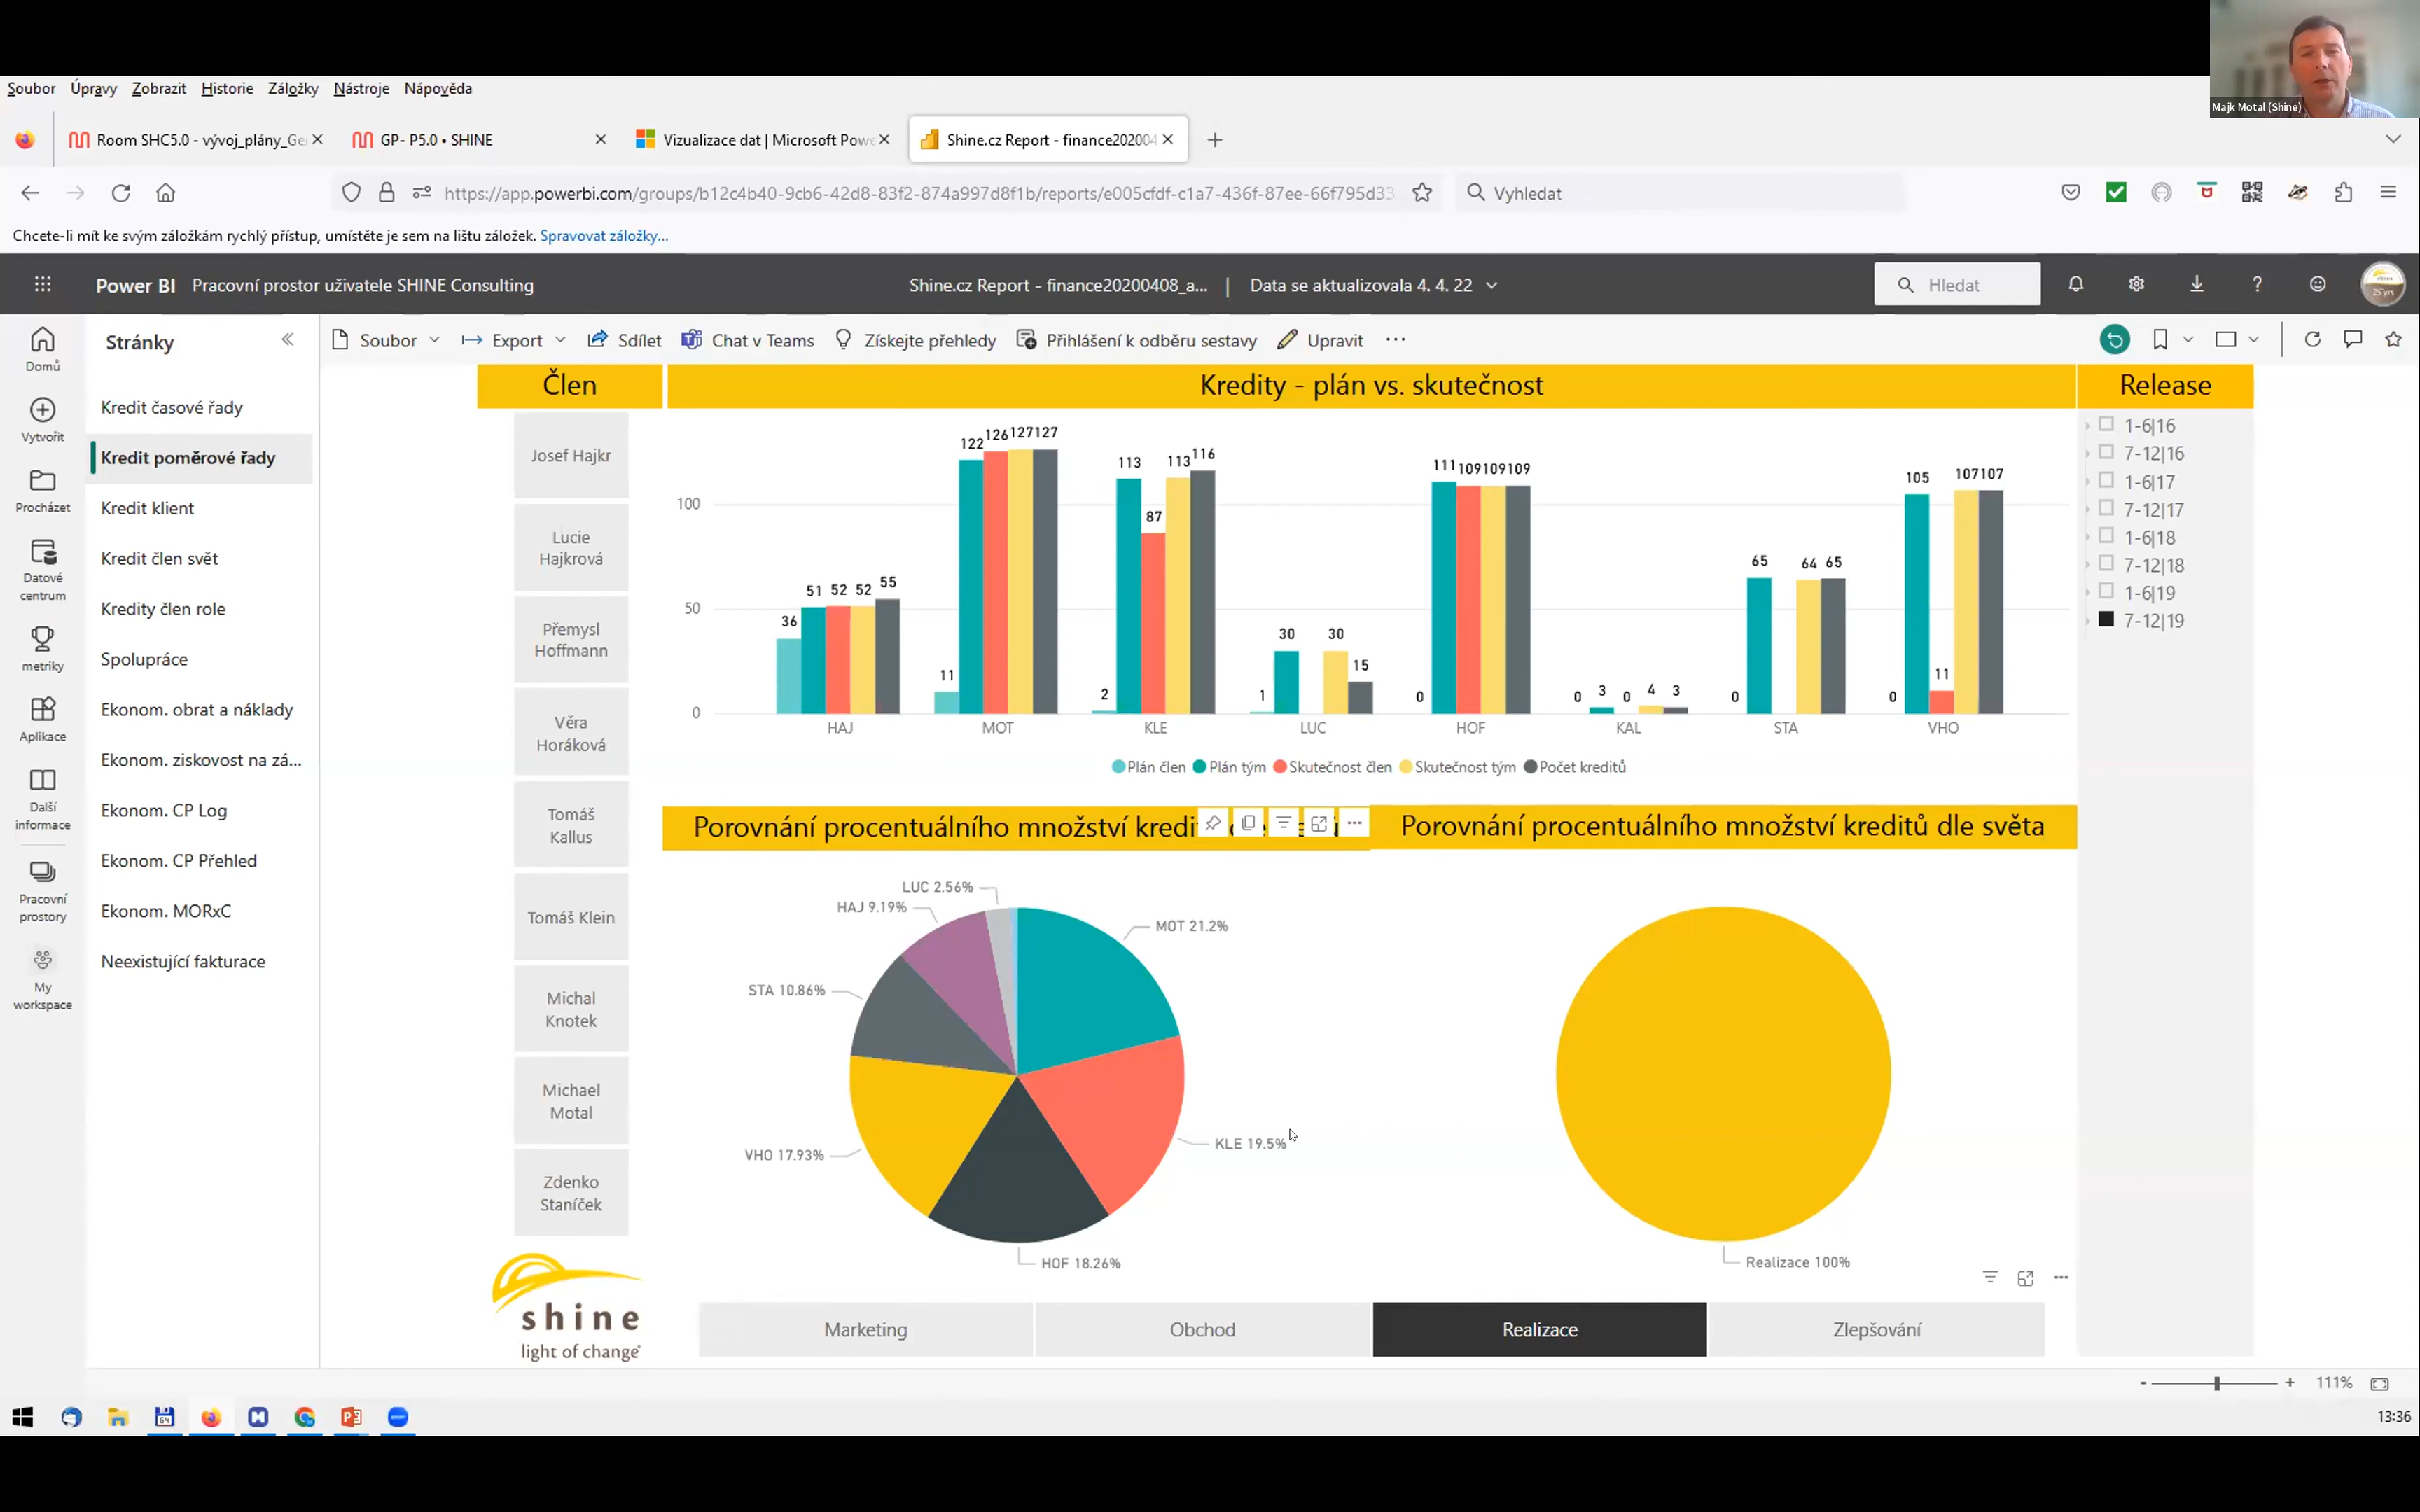 Majk Motal (Shine)
Soubor Úpravy Zobrazit Historie Záložky Nástroje Nápověda
Room SHC5.0 - vývoj_plány_Ge
GP- P5.0 • SHINE
Vizualizace dat | Microsoft Powe
Shine.cz Report - finance202004
https://app.powerbi.com/groups/b12c4b40-9cb6-42d8-83f2-874a997d8f1b/reports/e005cfdf-c1a7-436f-87ee-66f795d33
Vyhledat
Chcete-li mít ke svým záložkám rychlý přístup, umístěte je sem na lištu záložek. Spravovat záložky...
Power BI Pracovní prostor uživatele SHINE Consulting
Shine.cz Report - finance20200408_a... | Data se aktualizovala 4. 4. 22
Hledat
Soubor Export Sdílet Chat v Teams Získejte přehledy Přihlášení k odběru sestavy Upravit
Domů
Vytvořit
Procházet
Datové
centrum
metriky
Aplikace
Další
informace
Pracovní
prostory
My
workspace
Stránky
Kredit časové řady
Kredit poměrové řady
Kredit klient
Kredit člen svět
Kredity člen role
Spolupráce
Ekonom. obrat a náklady
Ekonom. ziskovost na zá...
Ekonom. CP Log
Ekonom. CP Přehled
Ekonom. MORxC
Neexistující fakturace
Člen
Josef Hajkr
Lucie
Hajkrová
Přemysl
Hoffmann
Věra
Horáková
Tomáš
Kallus
Tomáš Klein
Michal
Knotek
Michael
Motal
Zdenko
Staníček
shine
light of change
Kredity - plán vs. skutečnost
100
50
0
36 51 52 52 55
11 122 126 127 127
2 113 87 113 116
1 30 30 15
0 111 109 109 109
0 3 0 4 3
0 65 64 65
0 105 11 107 107
HAJ MOT KLE LUC HOF KAL STA VHO
Plán člen Plán tým Skutečnost člen Skutečnost tým Počet kreditů
Release
1-6|16
7-12|16
1-6|17
7-12|17
1-6|18
7-12|18
1-6|19
7-12|19
Porovnání procentuálního množství kredi
LUC 2.56%
HAJ 9.19%
MOT 21.2%
STA 10.86%
KLE 19.5%
VHO 17.93%
HOF 18.26%
Porovnání procentuálního množství kreditů dle světa
Realizace 100%
Marketing Obchod Realizace Zlepšování
111%
13:36